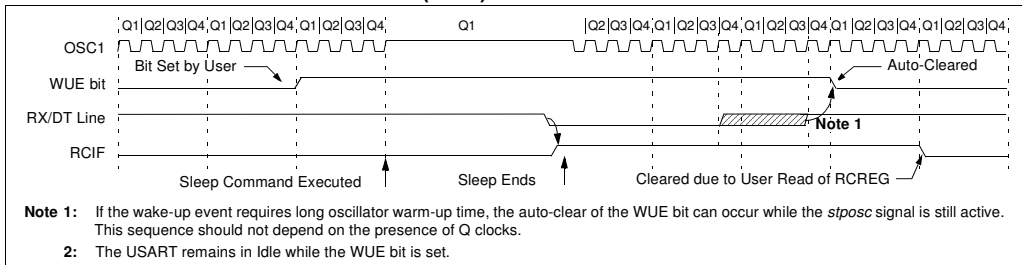 Q1 Q2 Q3 Q4 Q1 Q2 Q3 Q4 Q1 Q2 Q3 Q4 Q1 Q2 Q3 Q4 Q1 Q2 Q3 Q4 Q1 Q2 Q3 Q4 Q1 Q2 Q3 Q4 Q1 Q2 Q3 Q4
OSC1
Bit Set by User
Auto-Cleared
WUE bit
RX/DT Line
Note 1
RCIF
Sleep Command Executed
Sleep Ends
Cleared due to User Read of RCREG
Note 1: If the wake-up event requires long oscillator warm-up time, the auto-clear of the WUE bit can occur while the stposc signal is still active.
This sequence should not depend on the presence of Q clocks.
2: The USART remains in Idle while the WUE bit is set.